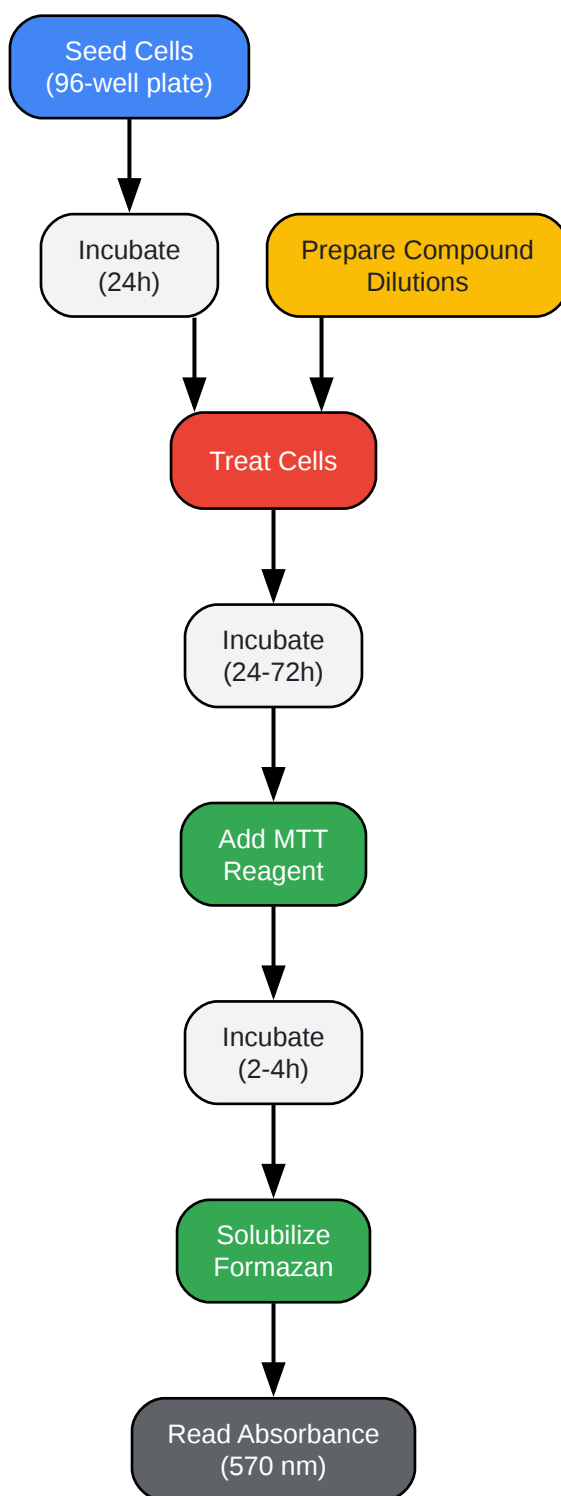 Seed Cells
(96-well plate)
Incubate
(24h)
Prepare Compound
Dilutions
Treat Cells
Incubate
(24-72h)
Add MTT
Reagent
Incubate
(2-4h)
Solubilize
Formazan
Read Absorbance
(570 nm)